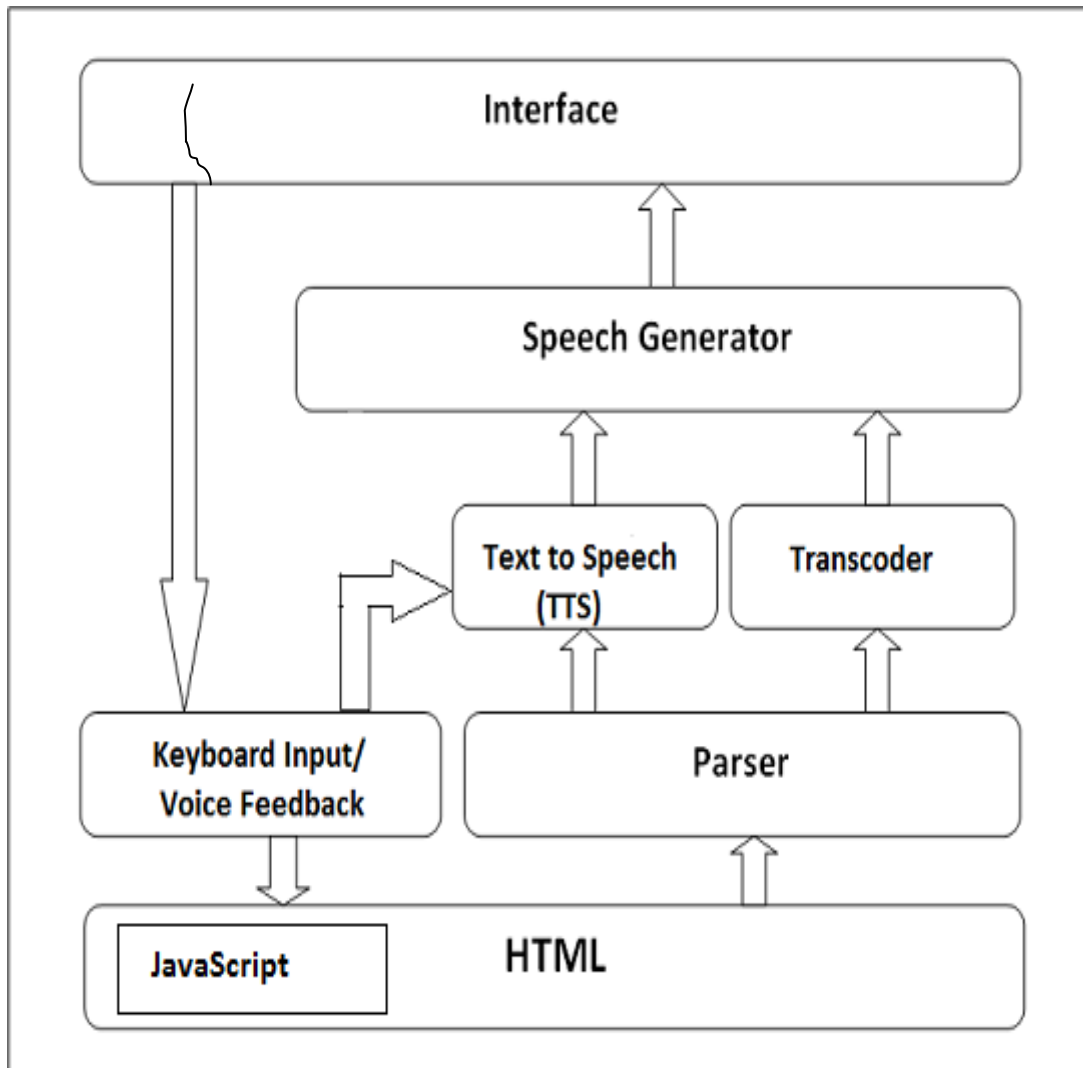 Interface
Speech Generator
Text to Speech
(TTS)
Transcoder
Keyboard Input/
Voice Feedback
Parser
JavaScript
HTML